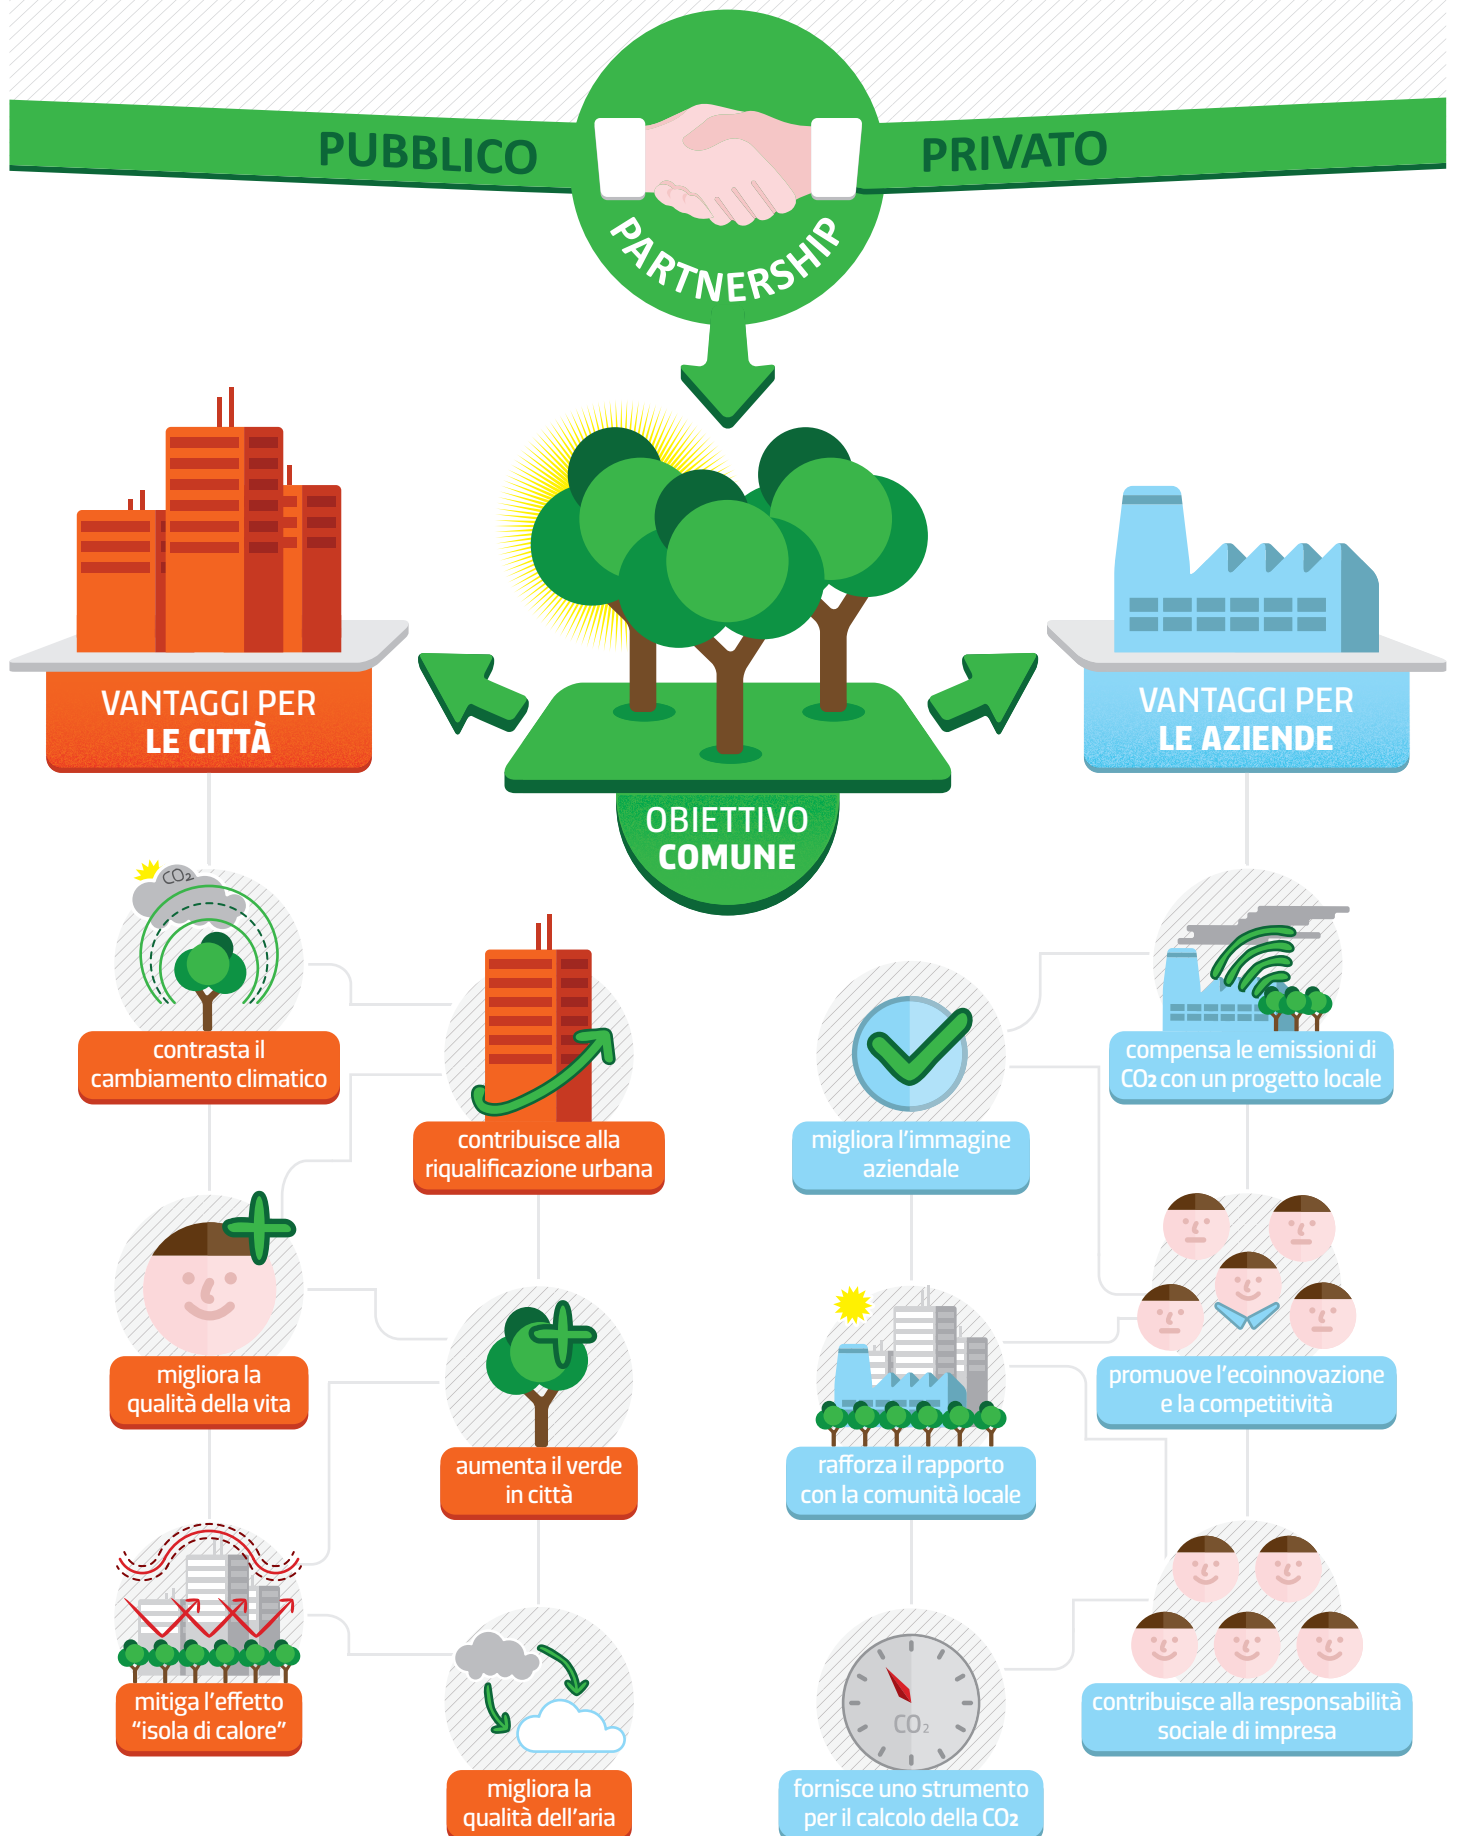 PUBBLICO
PRIVATO
PARTNERSHIP
VANTAGGI PER
LE CITTÀ
VANTAGGI PER
LE AZIENDE
OBIETTIVO
COMUNE
CO₂
contrasta il
cambiamento climatico
contribuisce alla
riqualificazione urbana
migliora la
qualità della vita
aumenta il verde
in città
mitiga l'effetto
“isola di calore”
migliora la
qualità dell'aria
compensa le emissioni di
CO₂ con un progetto locale
migliora l'immagine
aziendale
promuove l'ecoinnovazione
e la competitività
rafforza il rapporto
con la comunità locale
contribuisce alla responsabilità
sociale di impresa
CO₂
fornisce uno strumento
per il calcolo della CO₂